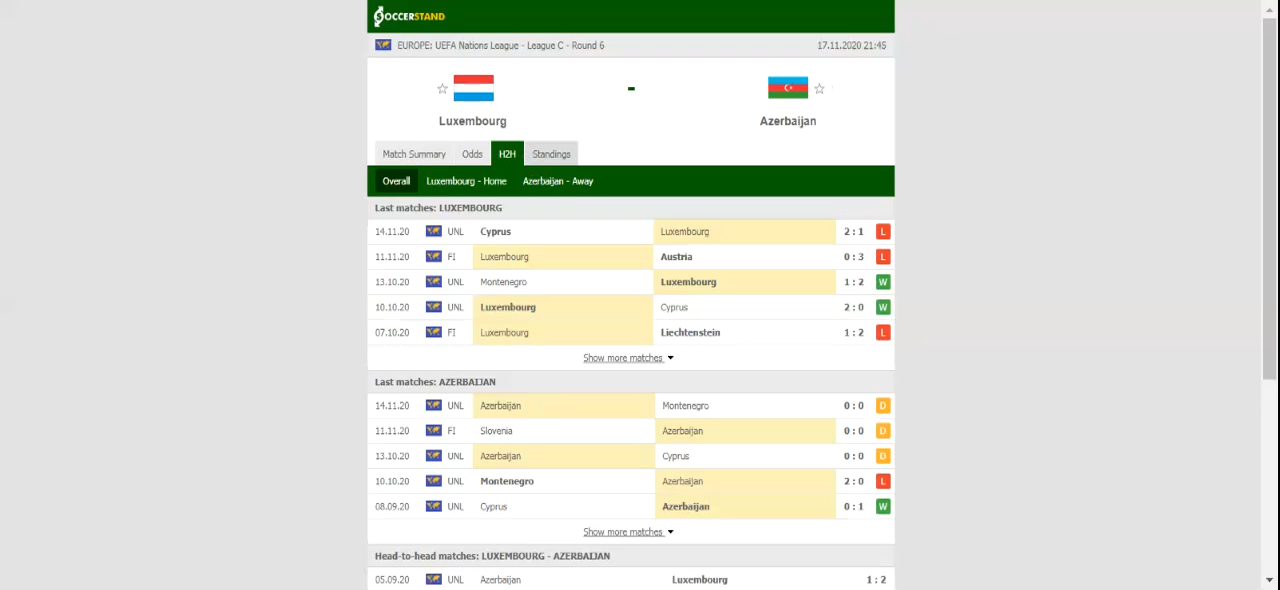 SOCCERSTAND
EUROPE: UEFA Nations League - League C - Round 6 17.11.2020 21:45
-
Luxembourg Azerbaijan
Match Summary Odds H2H Standings
Overall Luxembourg - Home Azerbaijan - Away
Last matches: LUXEMBOURG
14.11.20 UNL Cyprus Luxembourg 2 : 1 L
11.11.20 FI Luxembourg Austria 0 : 3 L
13.10.20 UNL Montenegro Luxembourg 1 : 2 W
10.10.20 UNL Luxembourg Cyprus 2 : 0 W
07.10.20 FI Luxembourg Liechtenstein 1 : 2 L
Show more matches
Last matches: AZERBAIJAN
14.11.20 UNL Azerbaijan Montenegro 0 : 0 D
11.11.20 FI Slovenia Azerbaijan 0 : 0 D
13.10.20 UNL Azerbaijan Cyprus 0 : 0 D
10.10.20 UNL Montenegro Azerbaijan 2 : 0 L
08.09.20 UNL Cyprus Azerbaijan 0 : 1 W
Show more matches
Head-to-head matches: LUXEMBOURG - AZERBAIJAN
05.09.20 UNL Azerbaijan Luxembourg 1 : 2